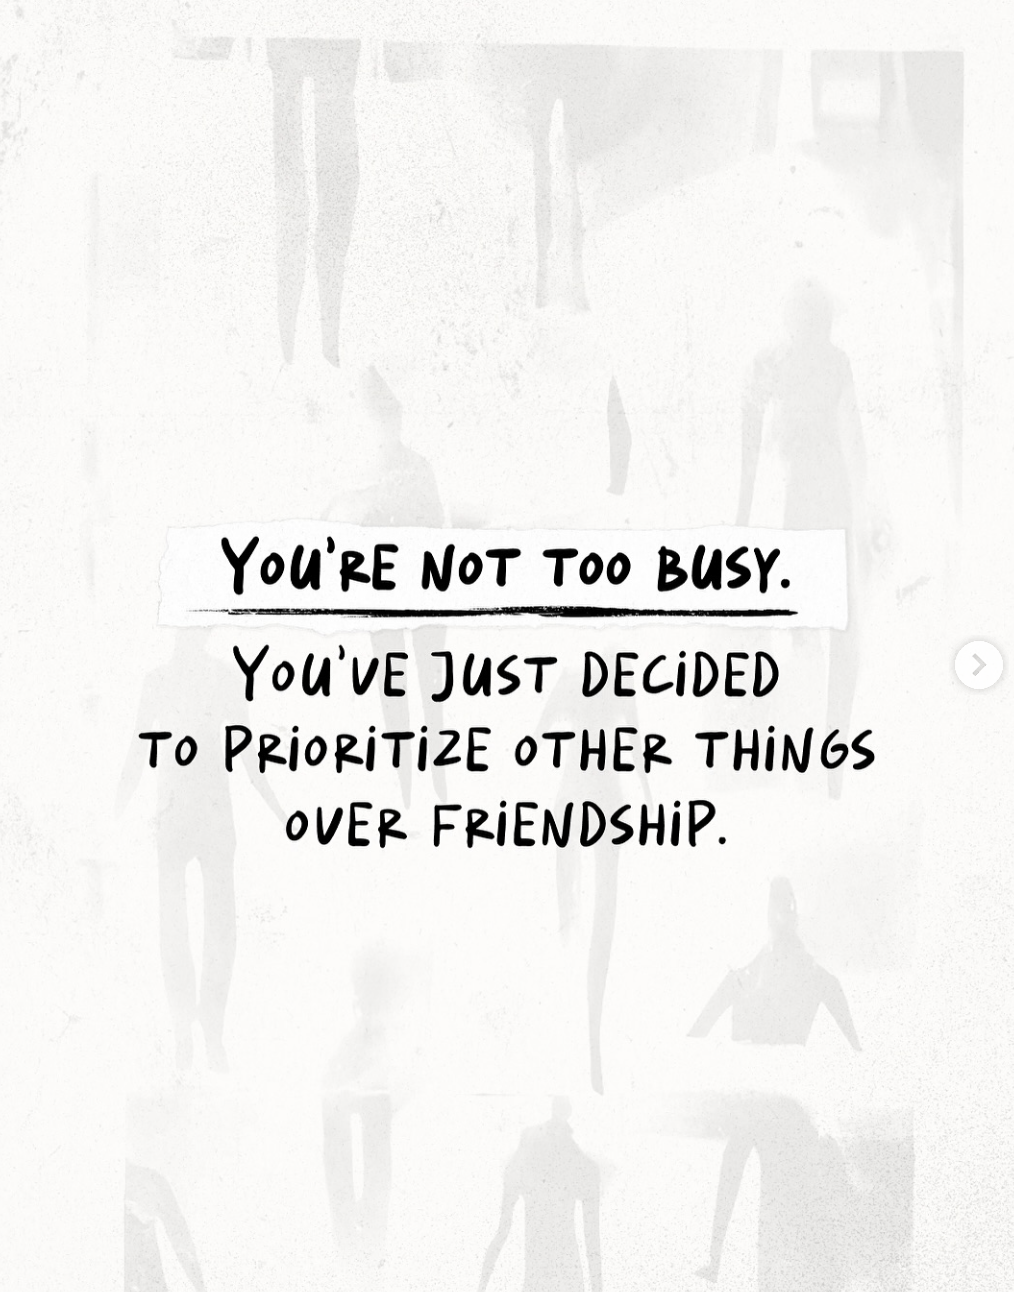 You're not too busy.
You've just decided
to prioritize other things
over friendship.